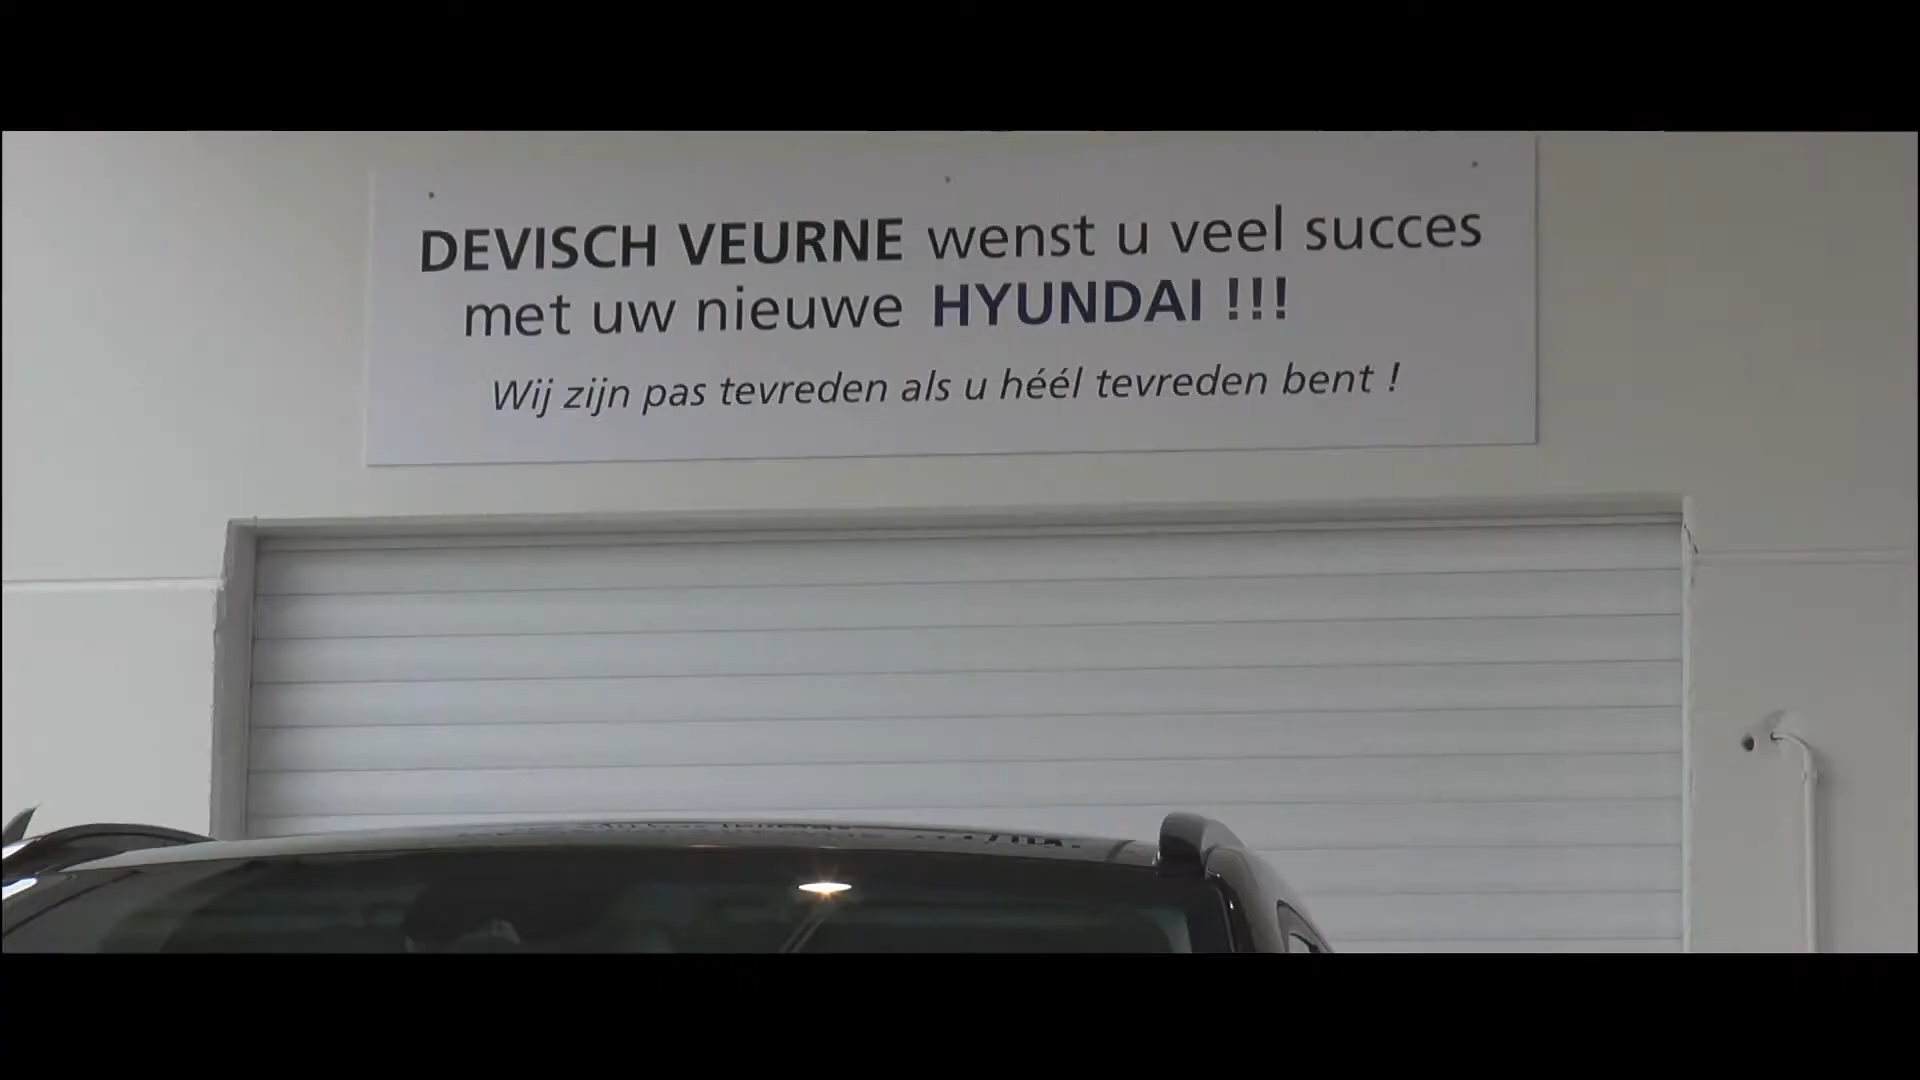 DEVISCH VEURNE wenst u veel succes
met uw nieuwe HYUNDAI !!!
Wij zijn pas tevreden als u héél tevreden bent !